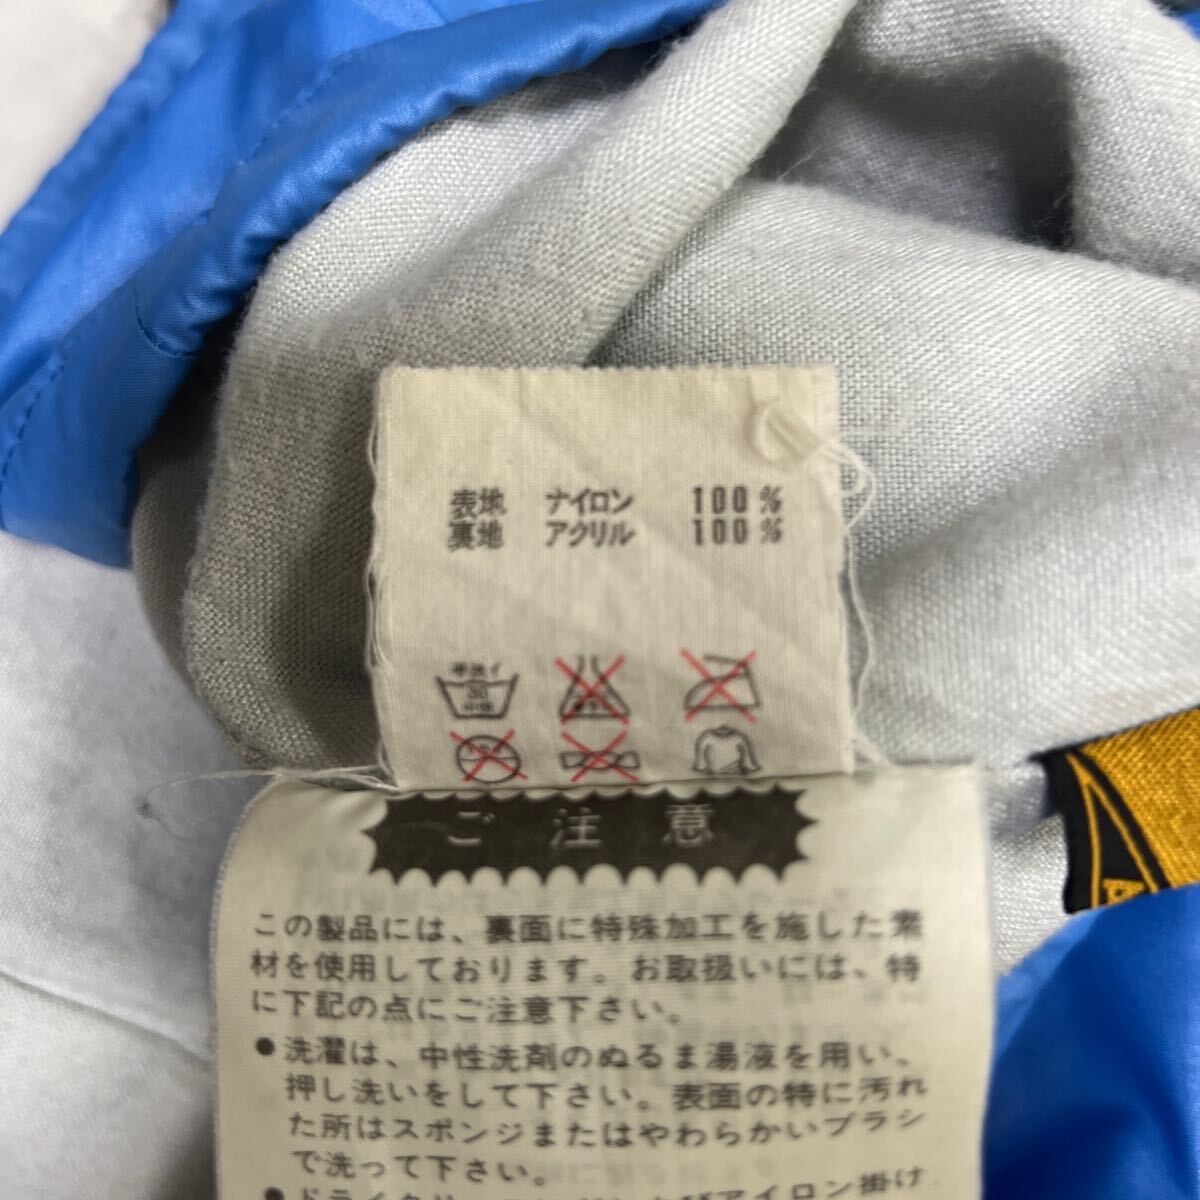 表地 ナイロン 100%
裏地 アクリル 100%
ご注意
この製品には、裏面に特殊加工を施した素
材を使用しております。お取扱いには、特
に下記の点にご注意下さい。
●洗濯は、中性洗剤のぬるま湯液を用い、
押し洗いをして下さい。表面の特に汚れ
た所はスポンジまたはやわらかいブラシ
で洗って下さい。
アイロン掛け